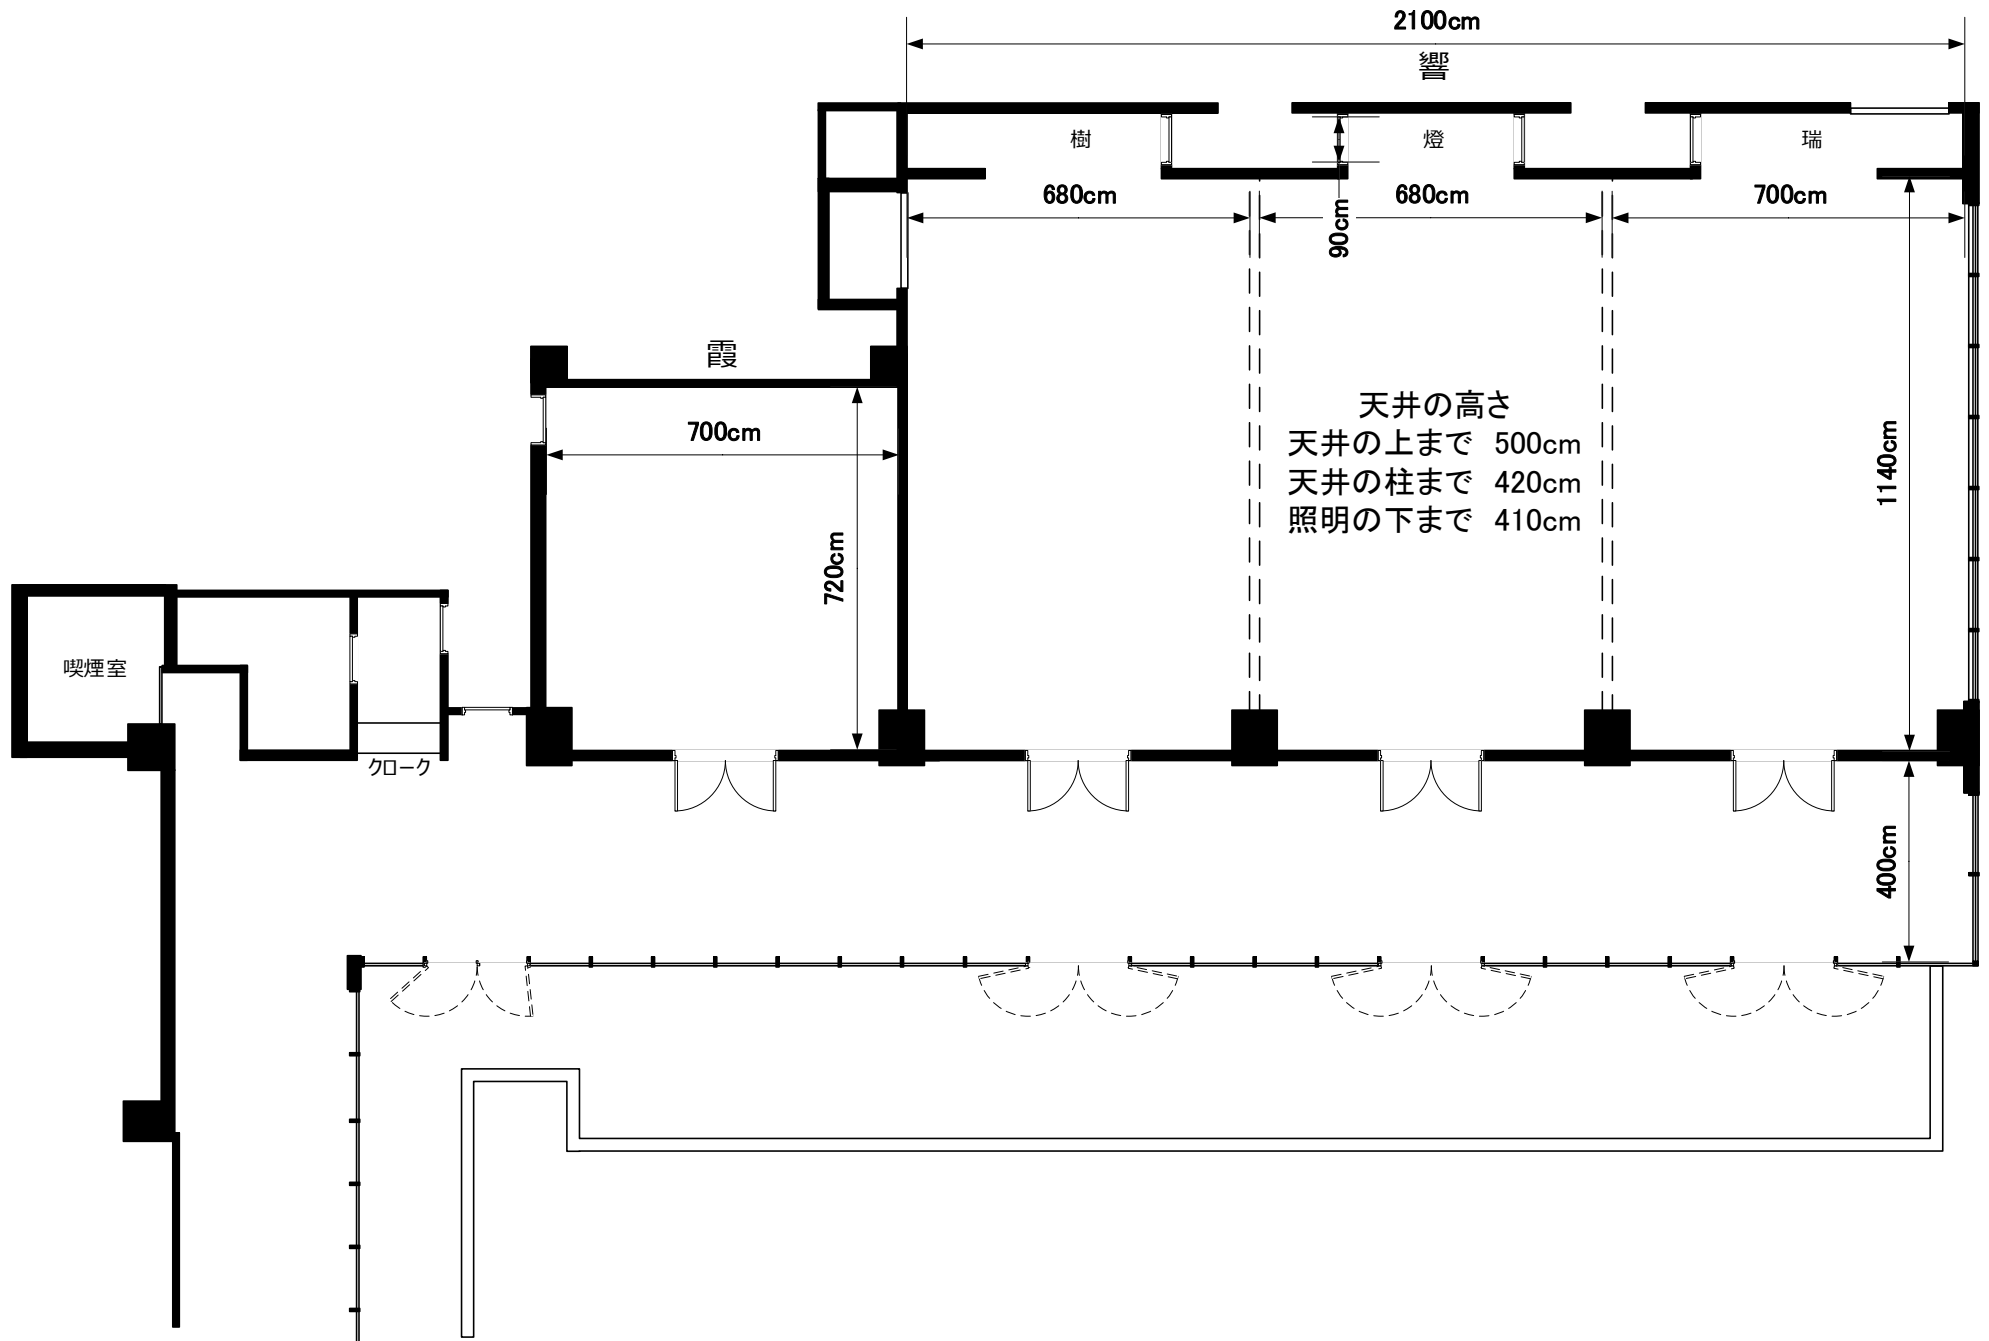 2100cm
響
樹
燈
瑞
680cm
680cm
700cm
90cm
霞
天井の高さ
天井の上まで 500cm
天井の柱まで 420cm
照明の下まで 410cm
700cm
1140cm
720cm
喫煙室
クローク
400cm